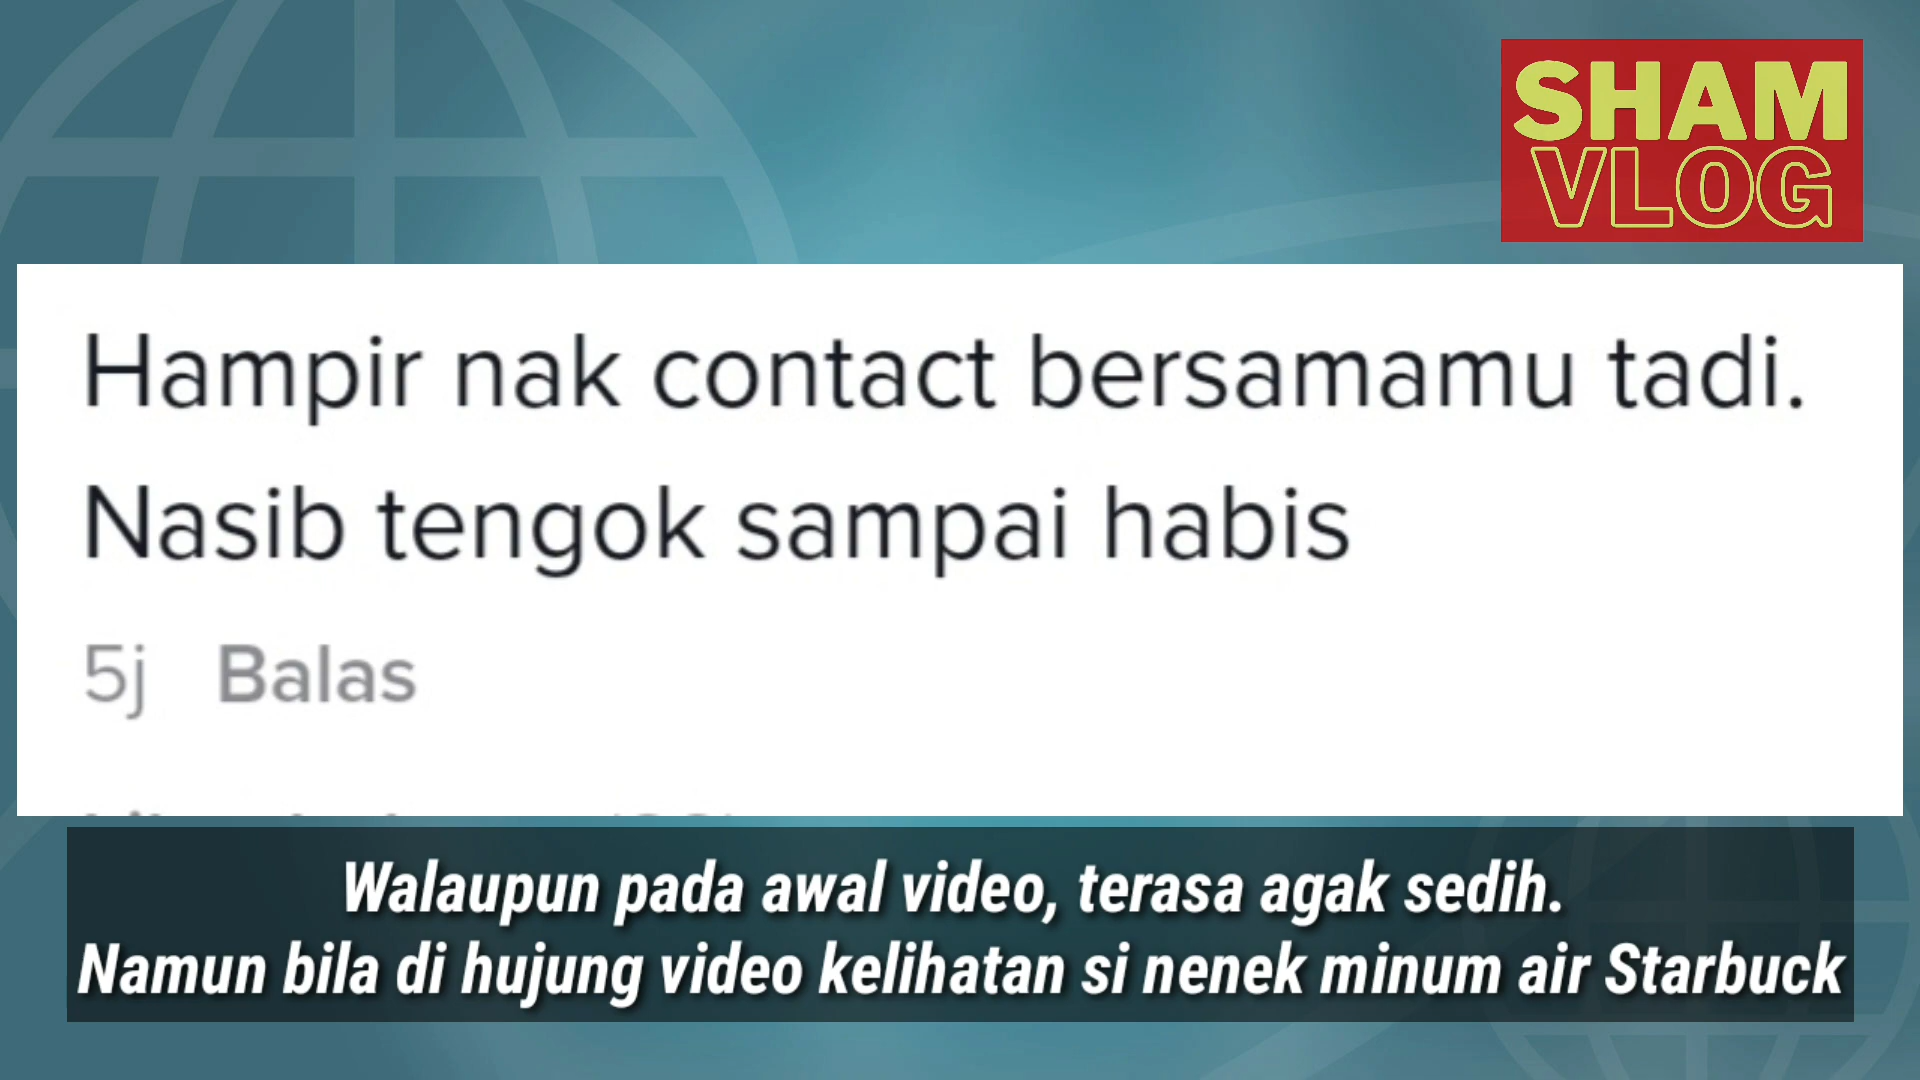 SHAM
VLOG
Hampir nak contact bersamamu tadi.
Nasib tengok sampai habis
5j Balas
Walaupun pada awal video, terasa agak sedih.
Namun bila di hujung video kelihatan si nenek minum air Starbuck